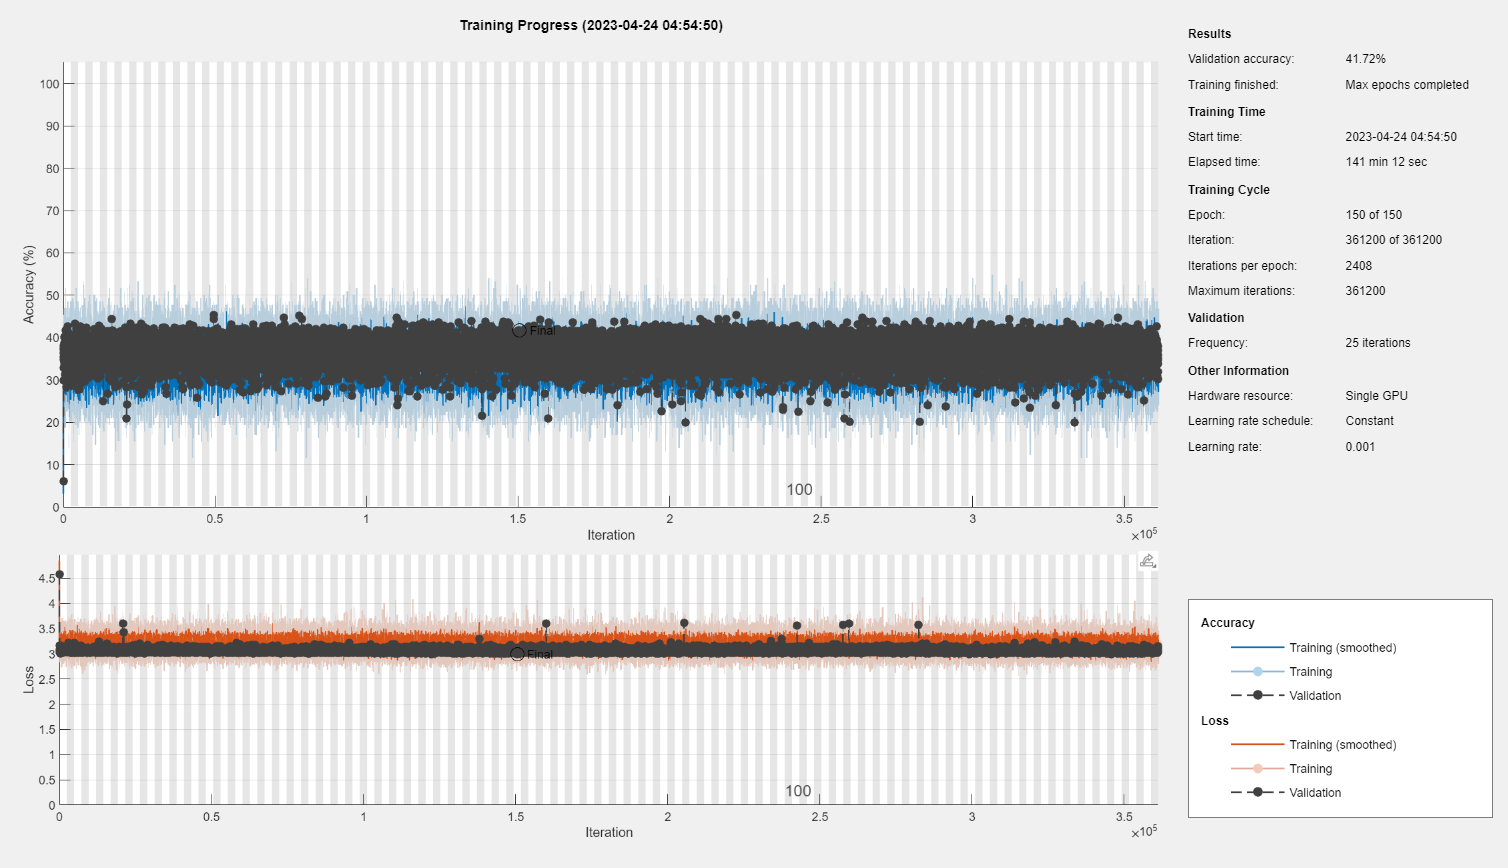 Training Progress (2023-04-24 04:54:50)
Accuracy (%)
100
90
80
70
60
50
40
30
20
10
0
Final
100
0
0.5
1
1.5
2
2.5
3
3.5
Iteration
×10^5
Loss
4.5
4
3.5
3
2.5
2
1.5
1
0.5
0
Final
100
0
0.5
1
1.5
2
2.5
3
3.5
Iteration
×10^5
Results
Validation accuracy: 41.72%
Training finished: Max epochs completed
Training Time
Start time: 2023-04-24 04:54:50
Elapsed time: 141 min 12 sec
Training Cycle
Epoch: 150 of 150
Iteration: 361200 of 361200
Iterations per epoch: 2408
Maximum iterations: 361200
Validation
Frequency: 25 iterations
Other Information
Hardware resource: Single GPU
Learning rate schedule: Constant
Learning rate: 0.001
Accuracy
Training (smoothed)
Training
Validation
Loss
Training (smoothed)
Training
Validation